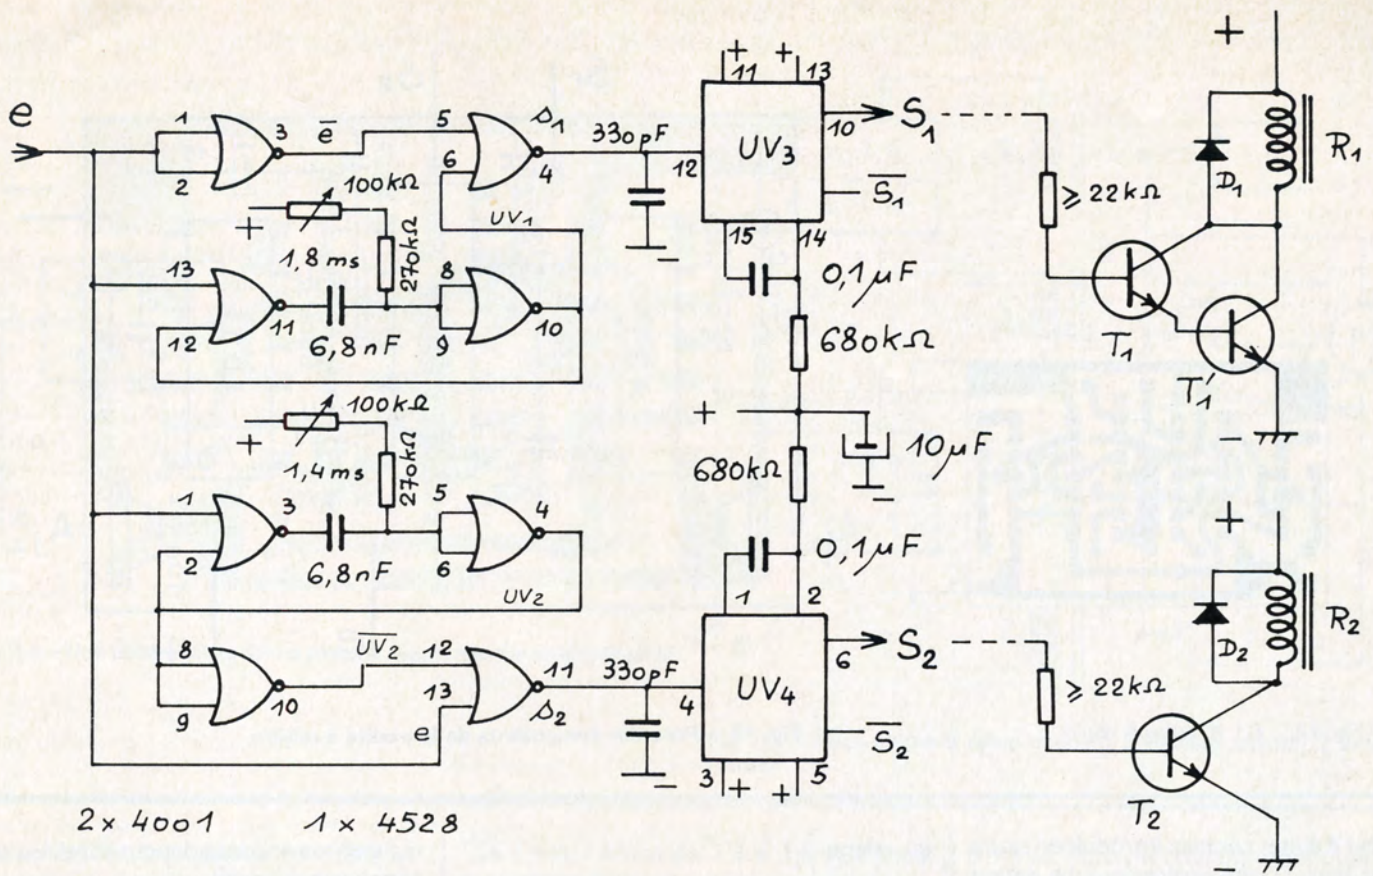 e
1
2
3
e̅
5
6
s1
4
330pF
12
+
11
+
13
UV3
10
S1
S̅1̅
15
14
0,1µF
680kΩ
+
680kΩ
10µF
-
0,1µF
1
2
UV4
6
S2
S̅2̅
3
+
+
5
100kΩ
+
1,8 ms
270kΩ
UV1
13
12
11
6,8nF
8
9
10
100kΩ
+
1,4 ms
270kΩ
1
2
3
6,8nF
5
6
4
UV2
8
9
10
U̅V̅2̅
12
13
e
11
s2
330pF
4
-
-
+
R1
D1
⩾ 22kΩ
T1
T'1
-
+
R2
D2
⩾ 22kΩ
T2
-
2 x 4001
1 x 4528